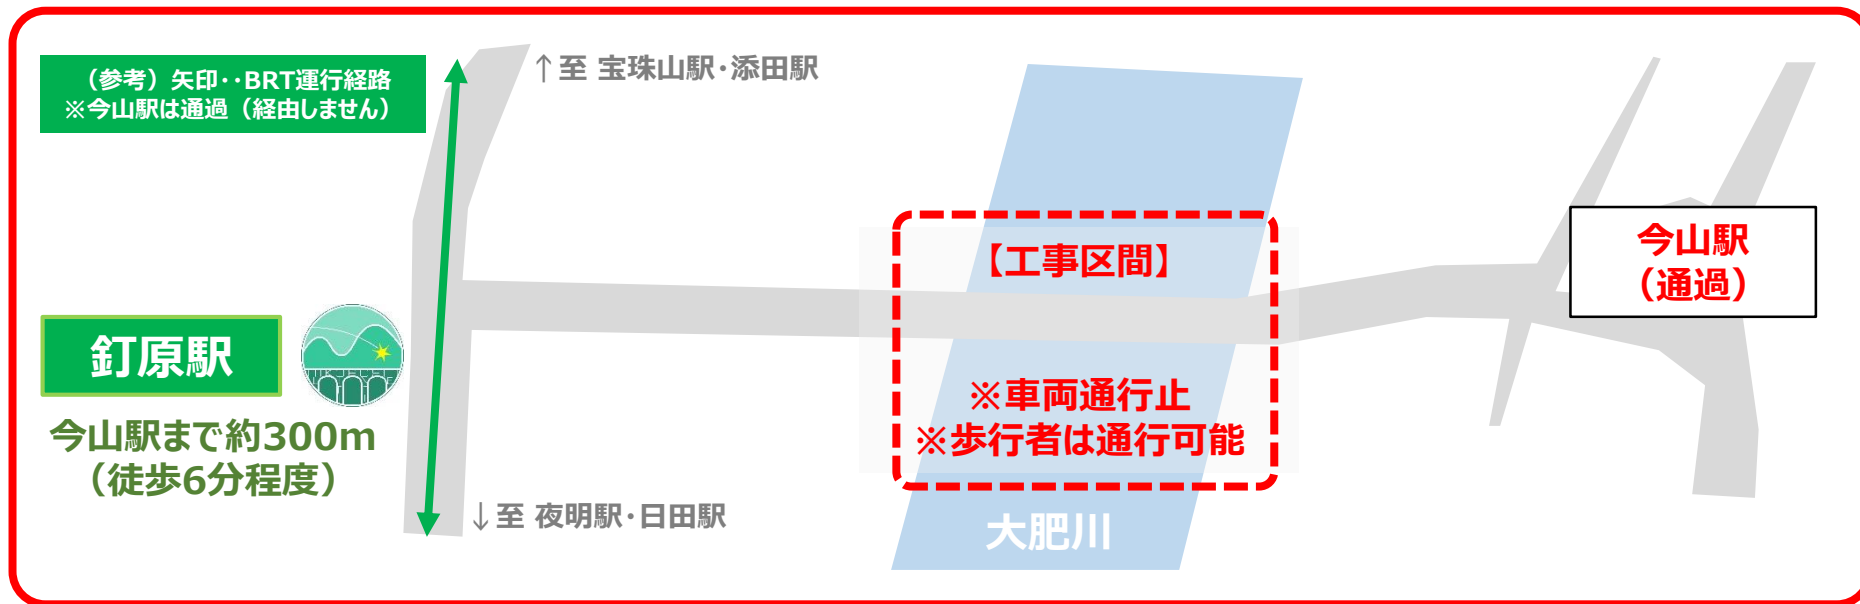 （参考）矢印‥BRT運行経路
※今山駅は通過（経由しません）
↑至 宝珠山駅・添田駅
【工事区間】
今山駅
（通過）
釘原駅
※車両通行止
※歩行者は通行可能
今山駅まで約300m
（徒歩6分程度）
↓至 夜明駅・日田駅
大肥川